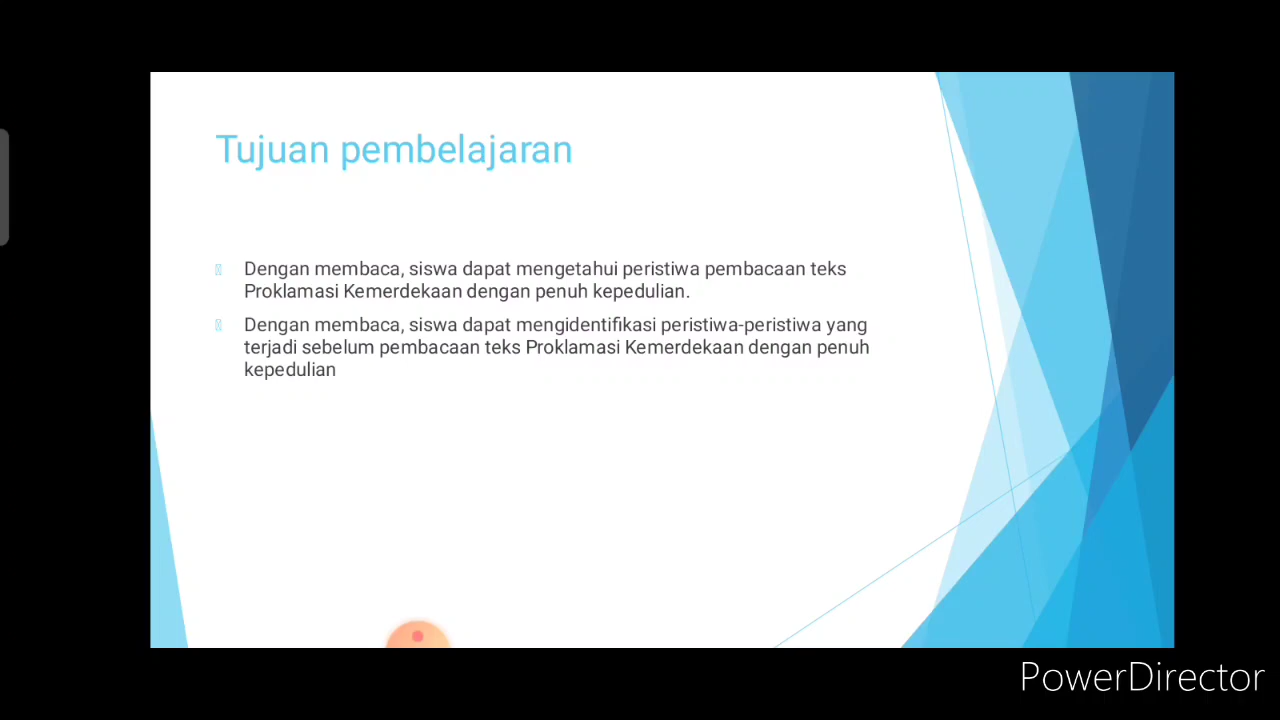 Tujuan pembelajaran
Dengan membaca, siswa dapat mengetahui peristiwa pembacaan teks
Proklamasi Kemerdekaan dengan penuh kepedulian.
Dengan membaca, siswa dapat mengidentifikasi peristiwa-peristiwa yang
terjadi sebelum pembacaan teks Proklamasi Kemerdekaan dengan penuh
kepedulian
PowerDirector